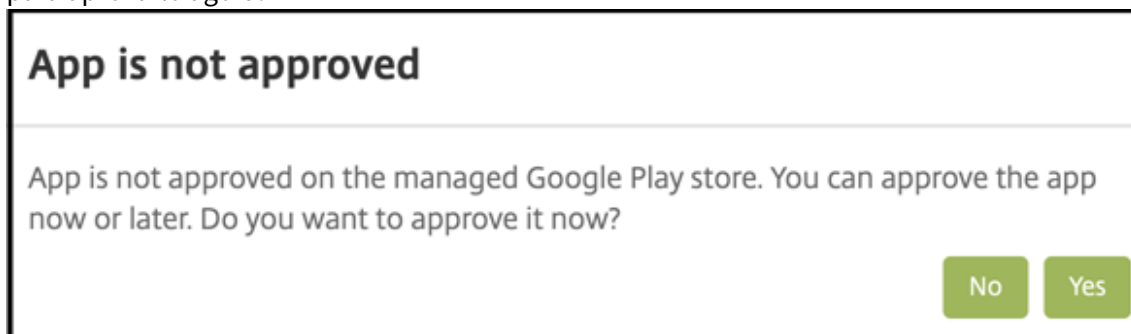 App is not approved
App is not approved on the managed Google Play store. You can approve the app
now or later. Do you want to approve it now?
No Yes